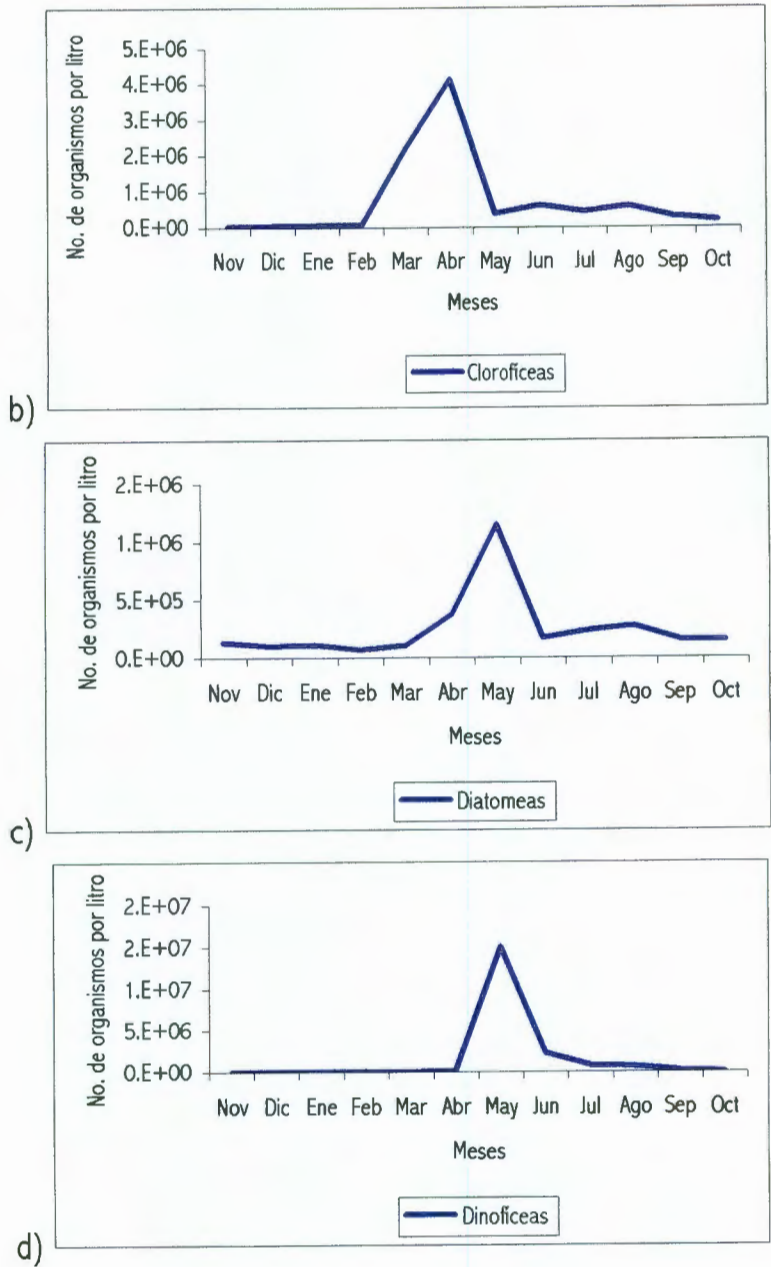 No. de organismos por litro
5.E+06
4.E+06
3.E+06
2.E+06
1.E+06
0.E+00
Nov Dic Ene Feb Mar Abr May Jun Jul Ago Sep Oct
Meses
Clorofíceas
b)
No. de organismos por litro
2.E+06
1.E+06
5.E+05
0.E+00
Nov Dic Ene Feb Mar Abr May Jun Jul Ago Sep Oct
Meses
Diatomeas
c)
No. de organismos por litro
2.E+07
2.E+07
1.E+07
5.E+06
0.E+00
Nov Dic Ene Feb Mar Abr May Jun Jul Ago Sep Oct
Meses
Dinofíceas
d)